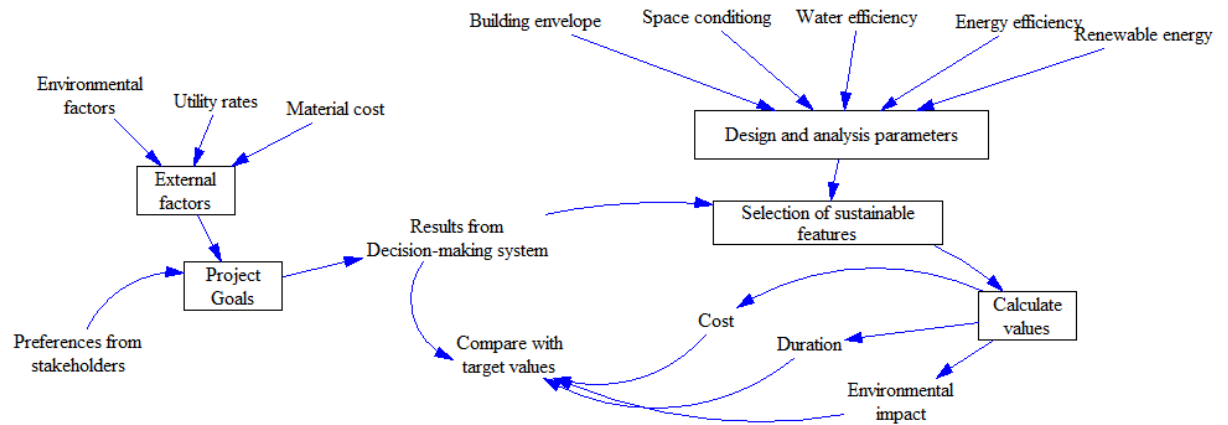 Building envelope
Space conditiong
Water efficiency
Energy efficiency
Renewable energy
Environmental
factors
Utility rates
Material cost
Design and analysis parameters
External
factors
Selection of sustainable
features
Results from
Decision-making system
Project
Goals
Calculate
values
Cost
Duration
Preferences from
stakeholders
Compare with
target values
Environmental
impact